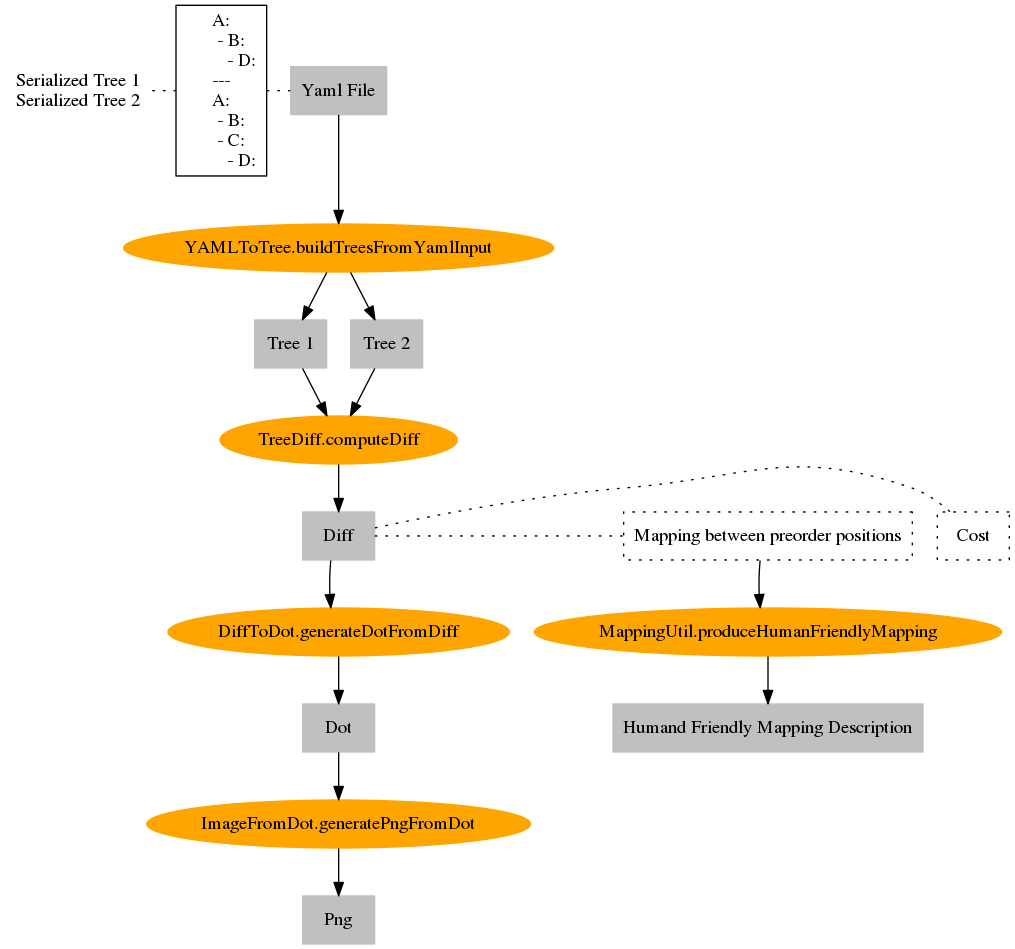 Serialized Tree 1
Serialized Tree 2
A:
- B:
- D:
---
A:
- B:
- C:
- D:
Yaml File
YAMLToTree.buildTreesFromYamlInput
Tree 1
Tree 2
TreeDiff.computeDiff
Diff
Mapping between preorder positions
Cost
DiffToDot.generateDotFromDiff
MappingUtil.produceHumanFriendlyMapping
Dot
Humand Friendly Mapping Description
ImageFromDot.generatePngFromDot
Png